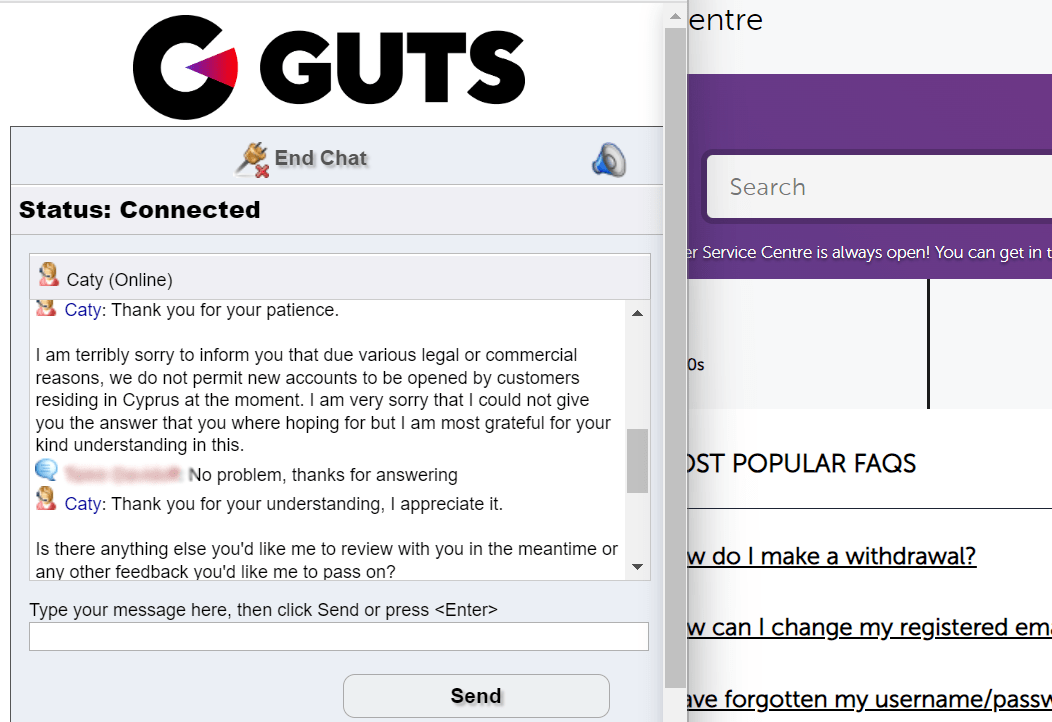 GUTS
End Chat
Status: Connected
Caty (Online)
Caty: Thank you for your patience.
I am terribly sorry to inform you that due various legal or commercial
reasons, we do not permit new accounts to be opened by customers
residing in Cyprus at the moment. I am very sorry that I could not give
you the answer that you where hoping for but I am most grateful for your
kind understanding in this.
No problem, thanks for answering
Caty: Thank you for your understanding, I appreciate it.
Is there anything else you'd like me to review with you in the meantime or
any other feedback you'd like me to pass on?
Type your message here, then click Send or press <Enter>
Send
entre
Search
er Service Centre is always open! You can get in t
0s
OST POPULAR FAQS
w do I make a withdrawal?
w can I change my registered ema
ave forgotten my username/passw